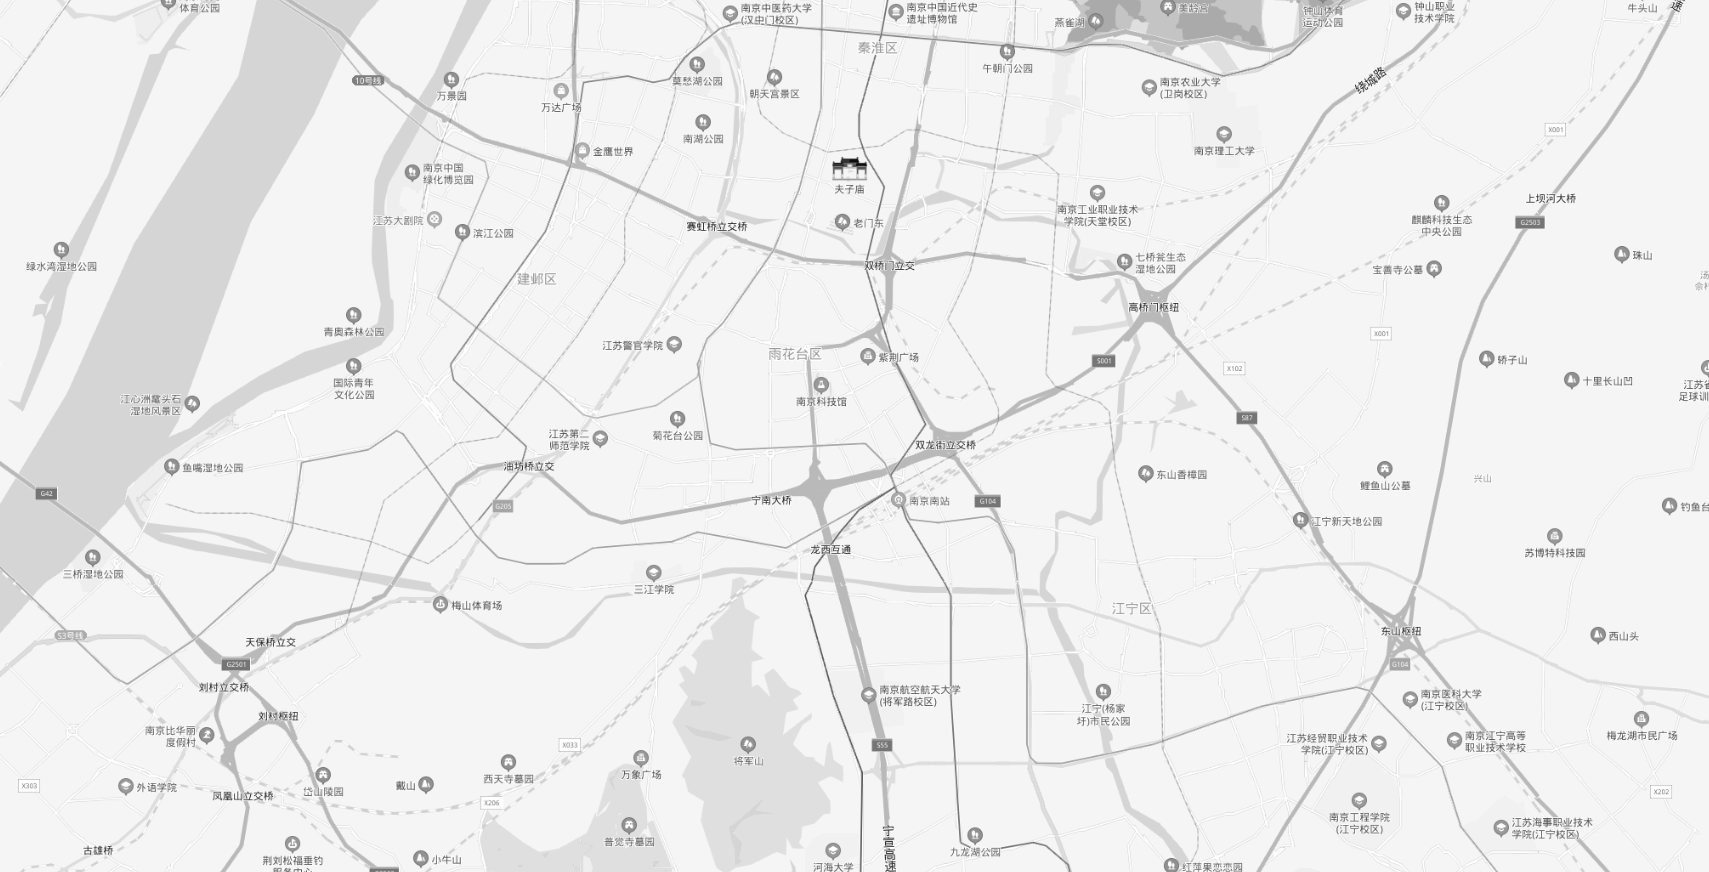 体育公园
南京中医药大学
(汉中门校区)
南京中国近代史
遗址博物馆
秦淮区
燕雀湖
美龄宫
钟山体育
运动公园
钟山职业
技术学院
牛头山
10号线
万景园
万达广场
莫愁湖公园
朝天宫景区
午朝门公园
南京农业大学
(卫岗校区)
绕城路
X001
南湖公园
金鹰世界
南京理工大学
南京中国
绿化博览园
夫子庙
江苏大剧院
滨江公园
赛虹桥立交桥
老门东
南京工业职业技术
学院(天堂校区)
麒麟科技生态
中央公园
上坝河大桥
G2503
绿水湾湿地公园
建邺区
双桥门立交
七桥瓮生态
湿地公园
宝善寺公墓
珠山
高桥门枢纽
青奥森林公园
江苏警官学院
雨花台区
紫荆广场
S001
X102
X001
轿子山
十里长山凹
国际青年
文化公园
南京科技馆
江心洲鼋头石
湿地风景区
江苏第二
师范学院
菊花台公园
双龙街立交桥
S87
鱼嘴湿地公园
油坊桥立交
东山香樟园
鲤鱼山公墓
兴山
G42
G205
宁南大桥
南京南站
G104
江宁新天地公园
钓鱼台
三桥湿地公园
龙西互通
三江学院
苏博特科技园
梅山体育场
江宁区
S3号线
天保桥立交
东山枢纽
西山头
G2501
G104
刘村立交桥
南京航空航天大学
(将军路校区)
江宁(杨家
圩)市民公园
南京医科大学
(江宁校区)
刘村枢纽
南京比华丽
度假村
X033
S55
将军山
江苏经贸职业技术
学院(江宁校区)
南京江宁高等
职业技术学校
梅龙湖市民广场
X303
外语学院
岱山陵园
戴山
西天寺墓园
万象广场
X202
凤凰山立交桥
X206
普觉寺墓园
宁宣高速
九龙湖公园
南京工程学院
(江宁校区)
江苏海事职业技术
学院(江宁校区)
古雄桥
荆刘松福垂钓
小牛山
河海大学
红苹果恋恋园